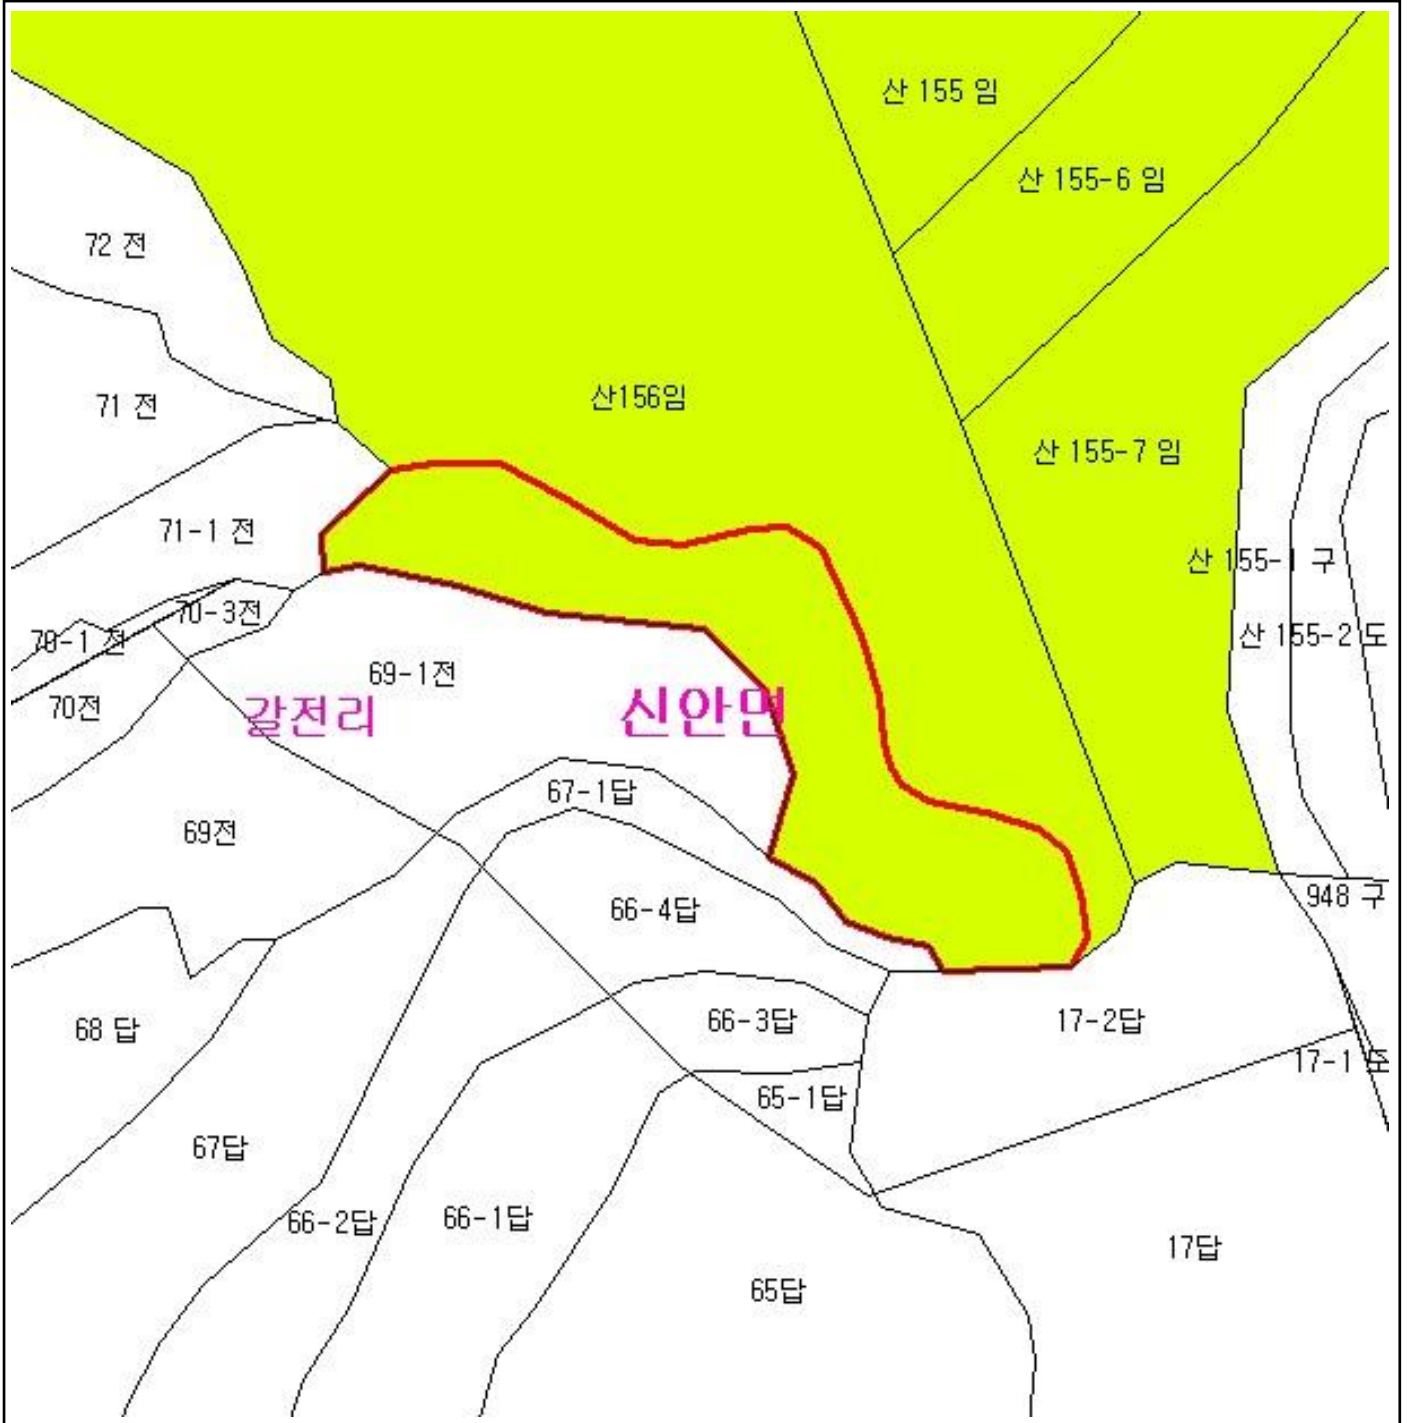 산 155 임
산 155-6 임
72 전
산156임
71 전
산 155-7 임
71-1 전
산 155-1 구
70-3전
70-1 전
산 155-2 도
69-1전
70전
갈전리
신안면
67-1답
69전
948 구
66-4답
66-3답
17-2답
68 답
17-1 도
65-1답
67답
66-2답
66-1답
17답
65답